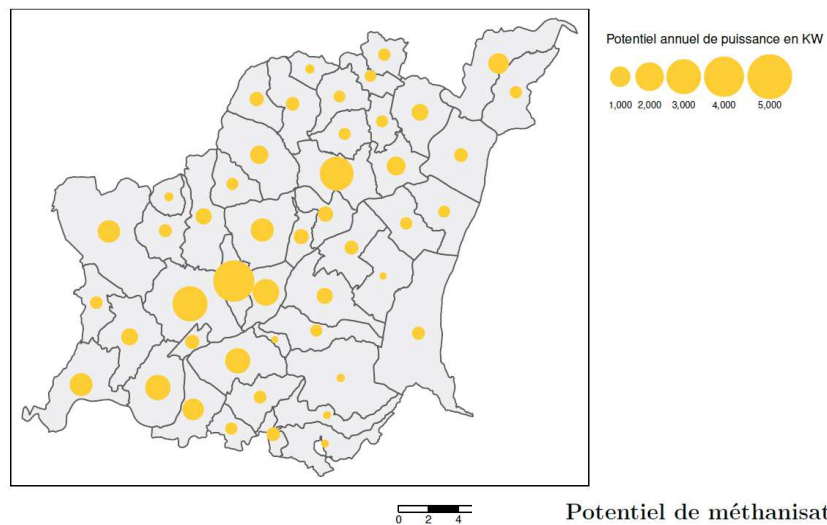 Potentiel annuel de puissance en KW
1,000 2,000 3,000 4,000 5,000
0 2 4
Potentiel de méthanisat